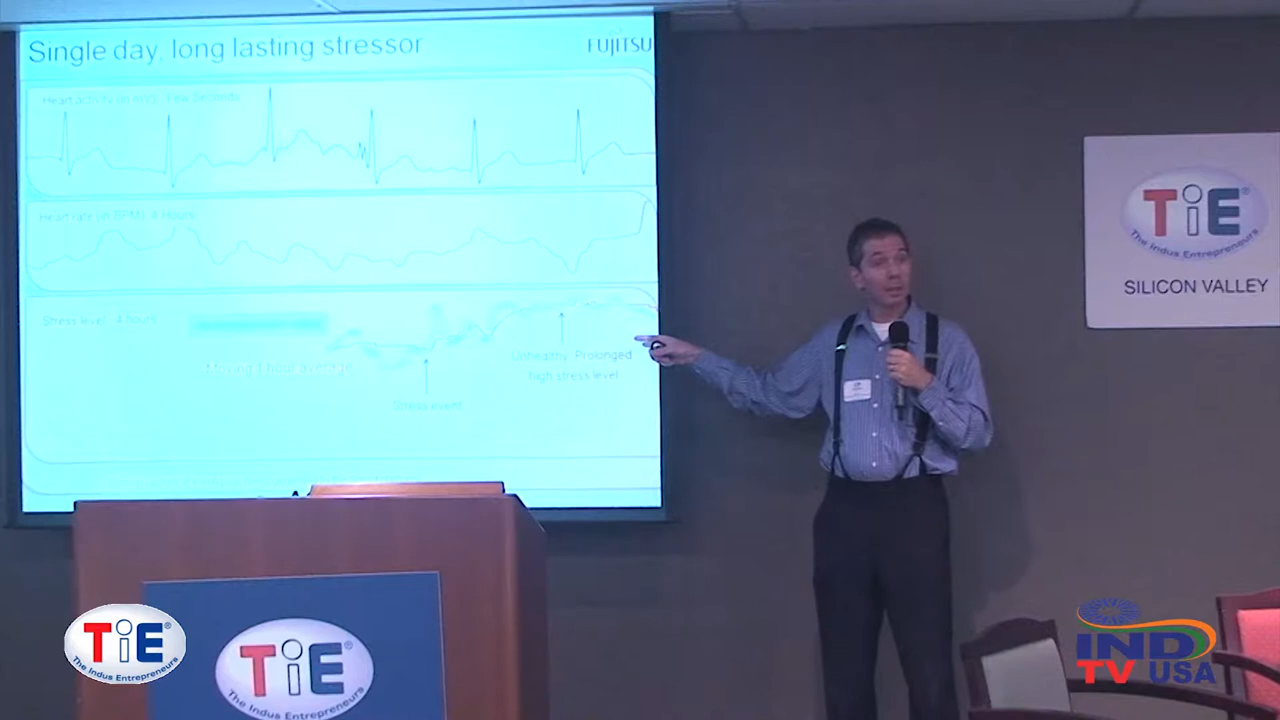 Single day, long lasting stressor
FUJITSU
Heart activity (in mV): Few Seconds
Heart rate (in BPM): 4 Hours
Stress level: 4 hours
Moving 1 hour average
Stress event
Unhealthy: Prolonged
high stress level
TiE®
The Indus Entrepreneurs
SILICON VALLEY
TiE®
The Indus Entrepreneurs
TiE®
The Indus Entrepreneurs
IND
TV USA